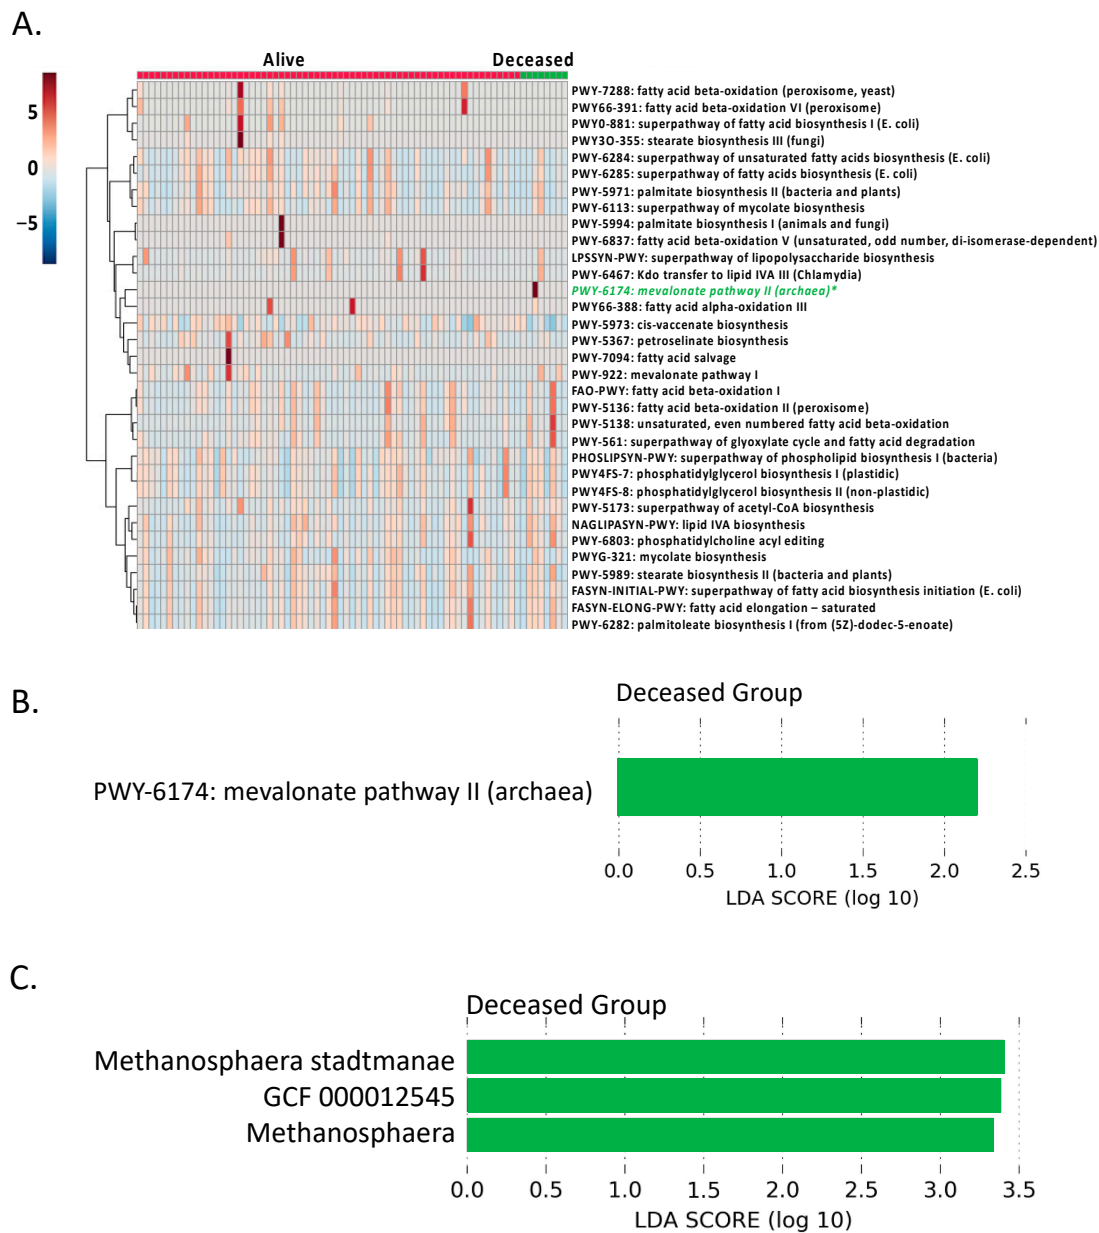 A.
Alive Deceased
5
0
−5
PWY-7288: fatty acid beta-oxidation (peroxisome, yeast)
PWY66-391: fatty acid beta-oxidation VI (peroxisome)
PWY0-881: superpathway of fatty acid biosynthesis I (E. coli)
PWY3O-355: stearate biosynthesis III (fungi)
PWY-6284: superpathway of unsaturated fatty acids biosynthesis (E. coli)
PWY-6285: superpathway of fatty acids biosynthesis (E. coli)
PWY-5971: palmitate biosynthesis II (bacteria and plants)
PWY-6113: superpathway of mycolate biosynthesis
PWY-5994: palmitate biosynthesis I (animals and fungi)
PWY-6837: fatty acid beta-oxidation V (unsaturated, odd number, di-isomerase-dependent)
LPSSYN-PWY: superpathway of lipopolysaccharide biosynthesis
PWY-6467: Kdo transfer to lipid IVA III (Chlamydia)
PWY-6174: mevalonate pathway II (archaea)*
PWY66-388: fatty acid alpha-oxidation III
PWY-5973: cis-vaccenate biosynthesis
PWY-5367: petroselinate biosynthesis
PWY-7094: fatty acid salvage
PWY-922: mevalonate pathway I
FAO-PWY: fatty acid beta-oxidation I
PWY-5136: fatty acid beta-oxidation II (peroxisome)
PWY-5138: unsaturated, even numbered fatty acid beta-oxidation
PWY-561: superpathway of glyoxylate cycle and fatty acid degradation
PHOSLIPSYN-PWY: superpathway of phospholipid biosynthesis I (bacteria)
PWY4FS-7: phosphatidylglycerol biosynthesis I (plastidic)
PWY4FS-8: phosphatidylglycerol biosynthesis II (non-plastidic)
PWY-5173: superpathway of acetyl-CoA biosynthesis
NAGLIPASYN-PWY: lipid IVA biosynthesis
PWY-6803: phosphatidylcholine acyl editing
PWYG-321: mycolate biosynthesis
PWY-5989: stearate biosynthesis II (bacteria and plants)
FASYN-INITIAL-PWY: superpathway of fatty acid biosynthesis initiation (E. coli)
FASYN-ELONG-PWY: fatty acid elongation – saturated
PWY-6282: palmitoleate biosynthesis I (from (5Z)-dodec-5-enoate)
B.
Deceased Group
PWY-6174: mevalonate pathway II (archaea)
0.0 0.5 1.0 1.5 2.0 2.5
LDA SCORE (log 10)
C.
Deceased Group
Methanosphaera stadtmanae
GCF 000012545
Methanosphaera
0.0 0.5 1.0 1.5 2.0 2.5 3.0 3.5
LDA SCORE (log 10)